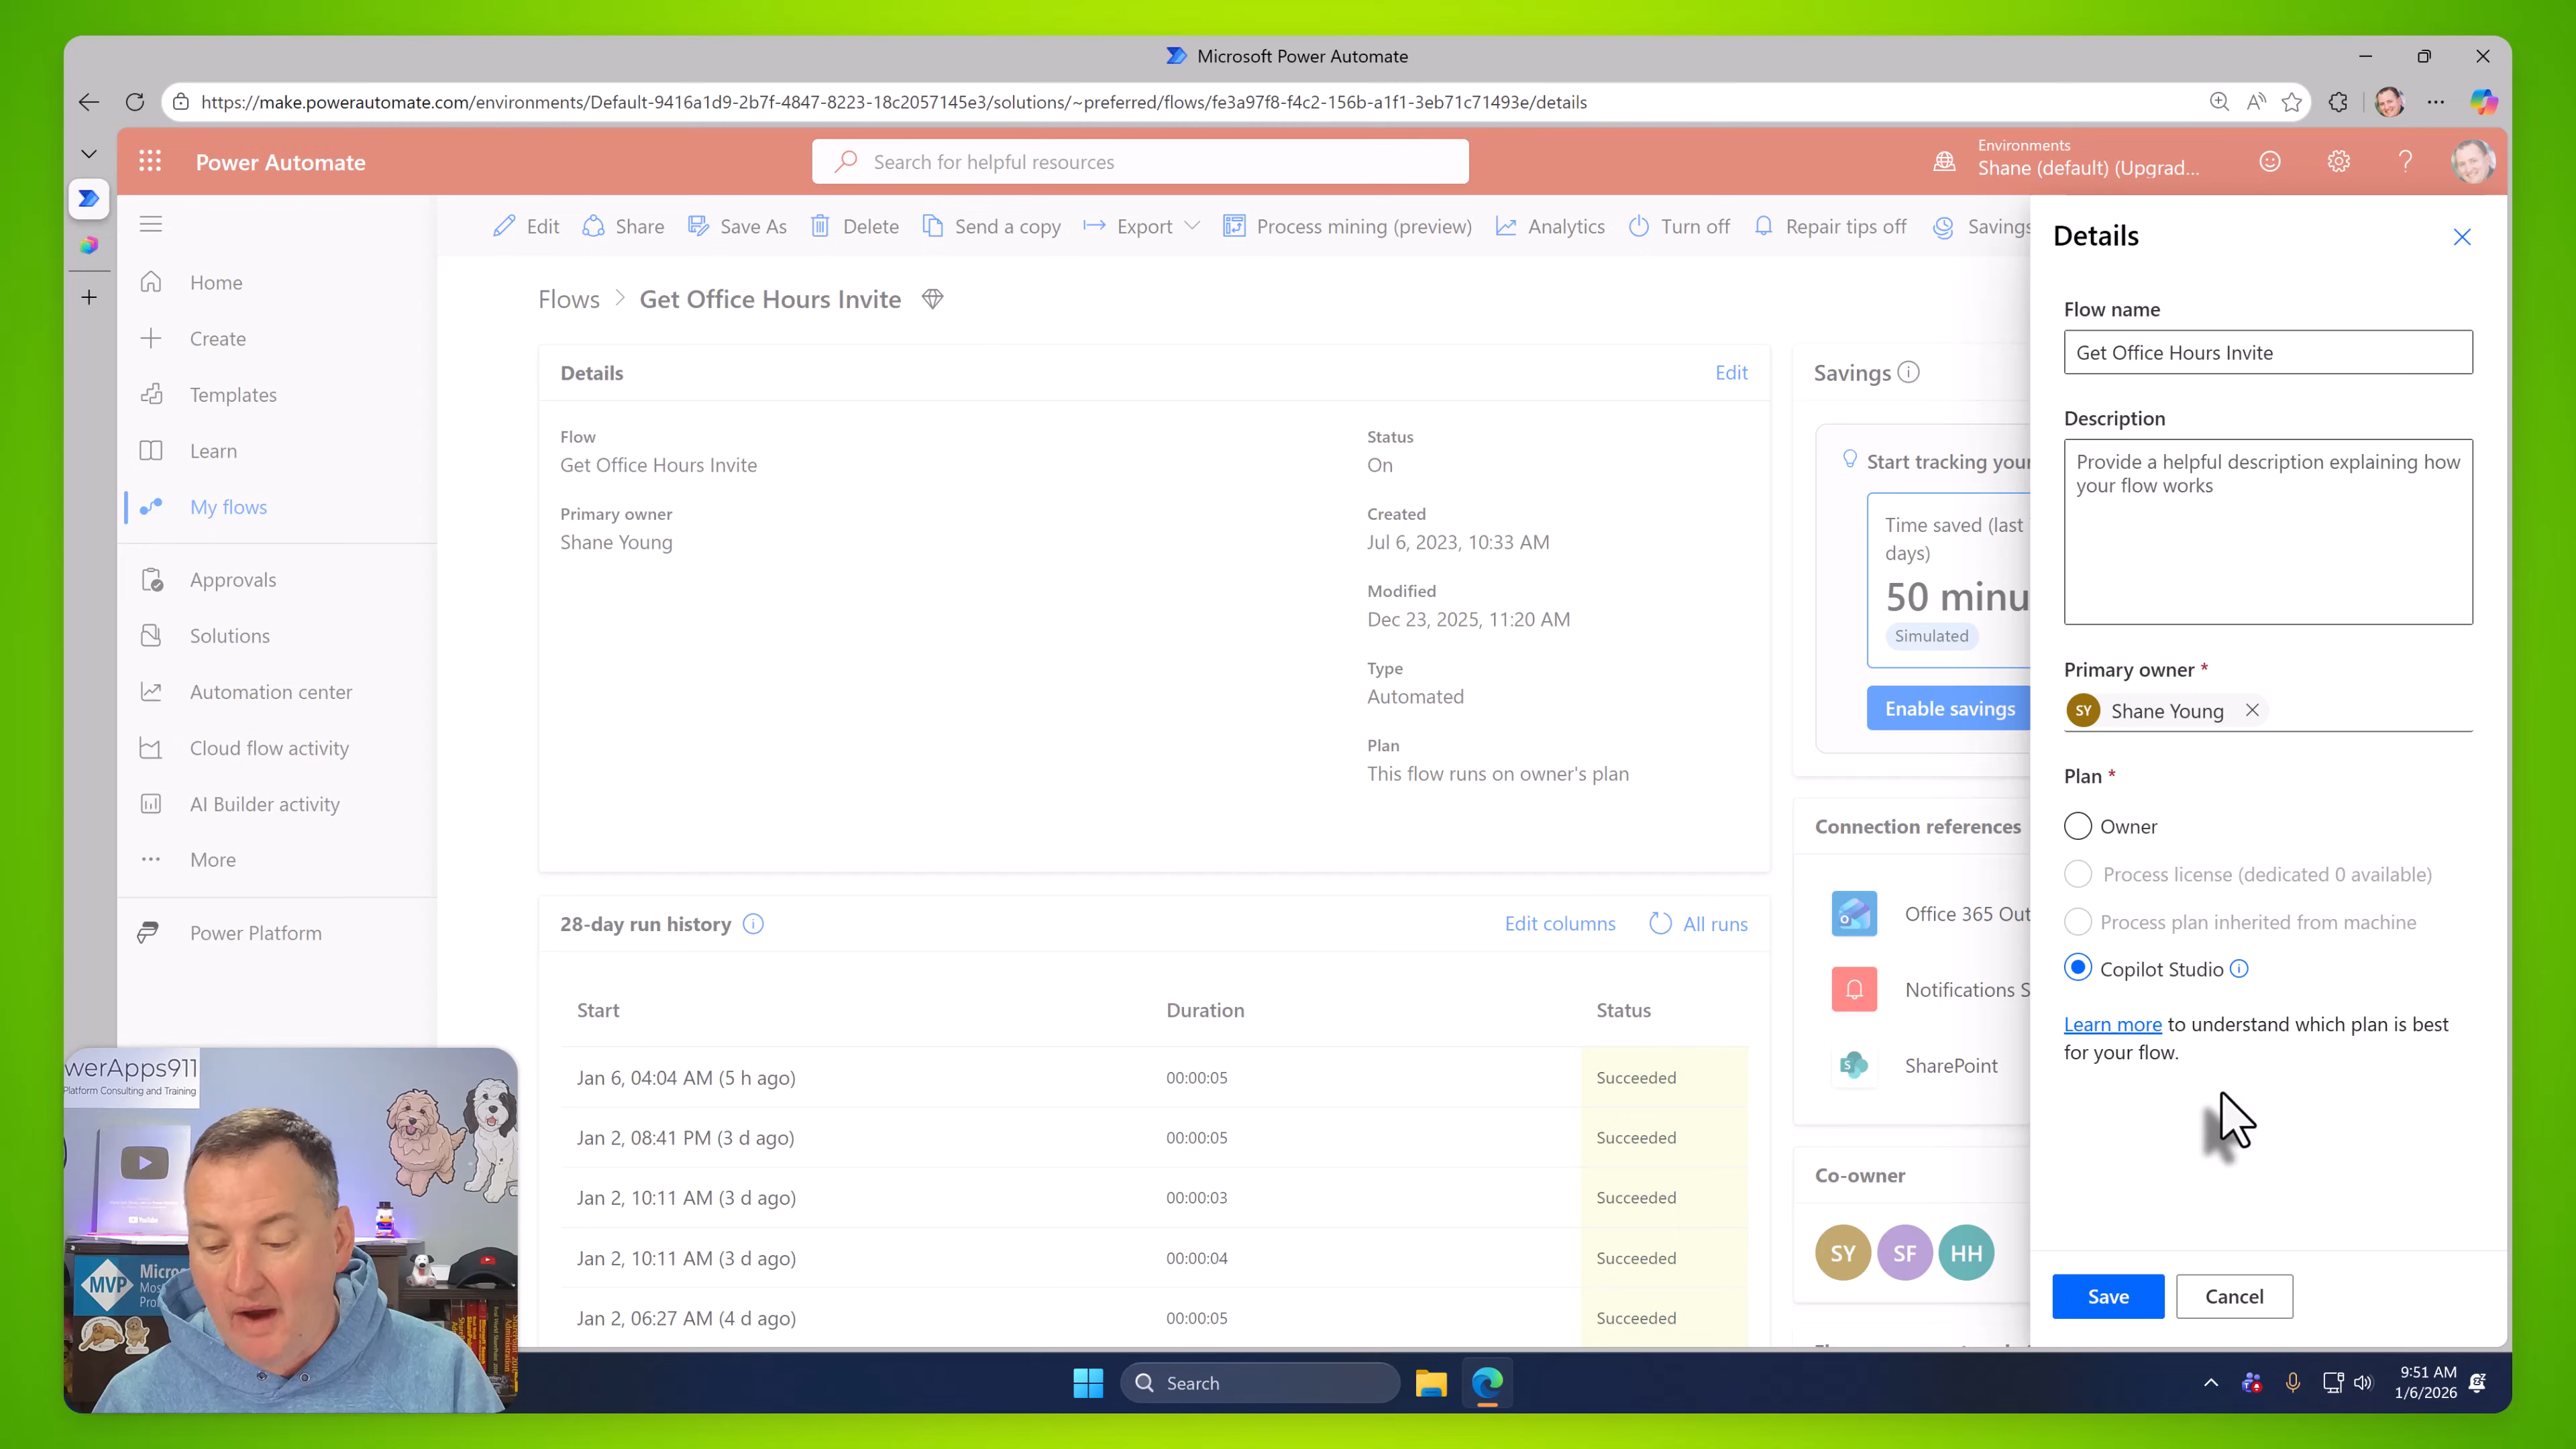 Microsoft Power Automate
https://make.powerautomate.com/environments/Default-9416a1d9-2b7f-4847-8223-18c2057145e3/solutions/~preferred/flows/fe3a97f8-f4c2-156b-a1f1-3eb71c71493e/details
Power Automate
Search for helpful resources
Environments
Shane (default) (Upgrad...
Edit
Share
Save As
Delete
Send a copy
Export
Process mining (preview)
Analytics
Turn off
Repair tips off
Savings
Home
Create
Templates
Learn
My flows
Approvals
Solutions
Automation center
Cloud flow activity
AI Builder activity
More
Power Platform
Flows > Get Office Hours Invite
Details
Edit
Flow
Get Office Hours Invite
Primary owner
Shane Young
Status
On
Created
Jul 6, 2023, 10:33 AM
Modified
Dec 23, 2025, 11:20 AM
Type
Automated
Plan
This flow runs on owner's plan
28-day run history
Edit columns
All runs
Start Duration Status
Jan 6, 04:04 AM (5 h ago) 00:00:05 Succeeded
Jan 2, 08:41 PM (3 d ago) 00:00:05 Succeeded
Jan 2, 10:11 AM (3 d ago) 00:00:03 Succeeded
Jan 2, 10:11 AM (3 d ago) 00:00:04 Succeeded
Jan 2, 06:27 AM (4 d ago) 00:00:05 Succeeded
Savings
Start tracking your
Time saved (last
days)
50 minu
Simulated
Enable savings
Connection references
Office 365 Out
Notifications S
SharePoint
Co-owner
SY
SF
HH
Details
Flow name
Get Office Hours Invite
Description
Provide a helpful description explaining how
your flow works
Primary owner *
SY
Shane Young
Plan *
Owner
Process license (dedicated 0 available)
Process plan inherited from machine
Copilot Studio
Learn more to understand which plan is best
for your flow.
Save
Cancel
werApps911
Platform Consulting and Training
YouTube
MVP
Micros
Mos
Prof
Search
9:51 AM
1/6/2026